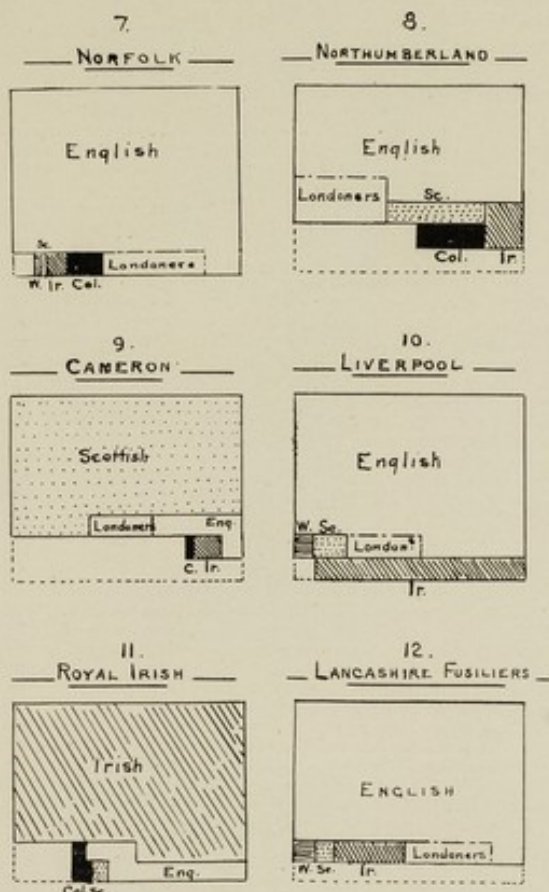 7.
NORFOLK
English
Sc.
Londoners
W. Ir. Col.
8.
NORTHUMBERLAND
English
Londoners
Sc.
Col. Ir.
9.
CAMERON
Scottish
Londoners Eng.
C. Ir.
10.
LIVERPOOL
English
W. Sc.
Londons
Ir.
11.
ROYAL IRISH
Irish
Eng.
Col. Sc.
12.
LANCASHIRE FUSILIERS
ENGLISH
Londoners
W. Sc. Ir.